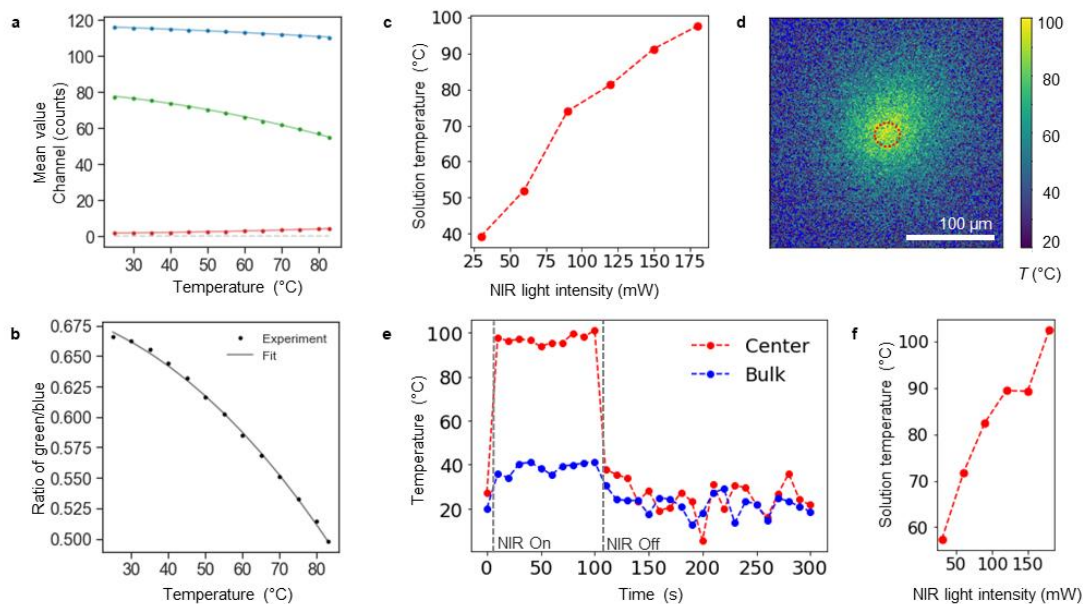 a
120
100
80
60
40
20
0
Mean value
Channel (counts)
30 40 50 60 70 80
Temperature (°C)
c
100
90
80
70
60
50
40
Solution temperature (°C)
25 50 75 100 125 150 175
NIR light intensity (mW)
d
100 µm
100
80
60
40
20
T (°C)
b
0.675
0.650
0.625
0.600
0.575
0.550
0.525
0.500
Ratio of green/blue
Experiment
Fit
30 40 50 60 70 80
Temperature (°C)
e
100
80
60
40
20
Temperature (°C)
Center
Bulk
NIR On
NIR Off
0 50 100 150 200 250 300
Time (s)
f
100
90
80
70
60
Solution temperature (°C)
50 100 150
NIR light intensity (mW)